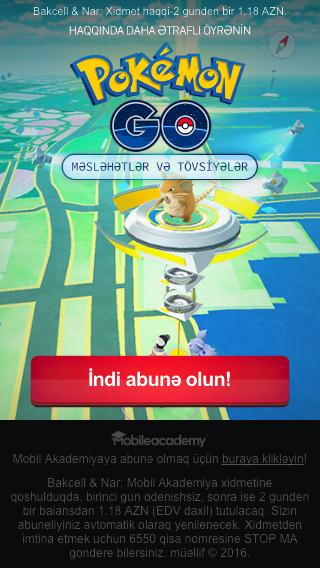 Bakcell & Nar: Xidmet haqqi-2 gunden bir 1.18 AZN.
HAQQINDA DAHA ƏTRAFLI ÖYRƏNİN
POKéMON
GO
MƏSLƏHƏTLƏR VƏ TÖVSİYƏLƏR
İndi abunə olun!
Mobileacademy
Mobil Akademiyaya abunə olmaq üçün buraya klikləyin!
Bakcell & Nar: Mobil Akademiya xidmetine
qoshulduqda, birinci gun odenishsiz, sonra ise 2 gunden
bir balansdan 1.18 AZN (EDV daxil) tutulacaq. Sizin
abuneliyiniz avtomatik olaraq yenilenecek. Xidmetden
imtina etmek uchun 6550 qisa nomresine STOP MA
gondere bilersiniz. müəllif © 2016.